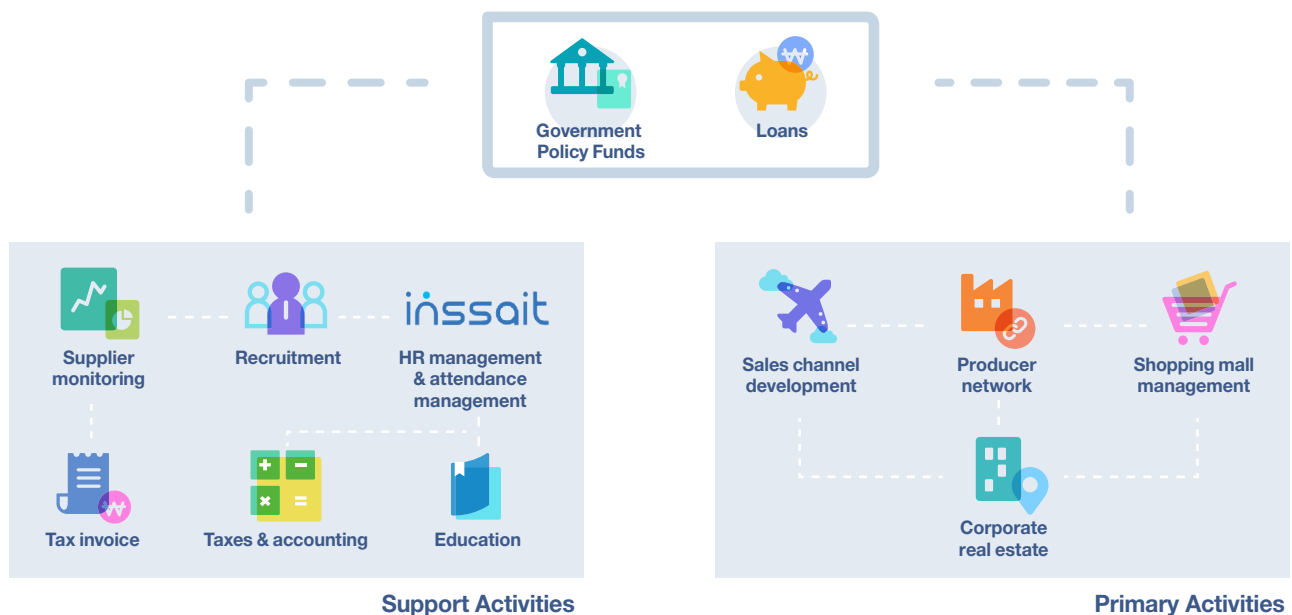 Government
Policy Funds
Loans
Supplier
monitoring
Recruitment
inssait
HR management
& attendance
management
Tax invoice
Taxes & accounting
Education
Support Activities
Sales channel
development
Producer
network
Shopping mall
management
Corporate
real estate
Primary Activities